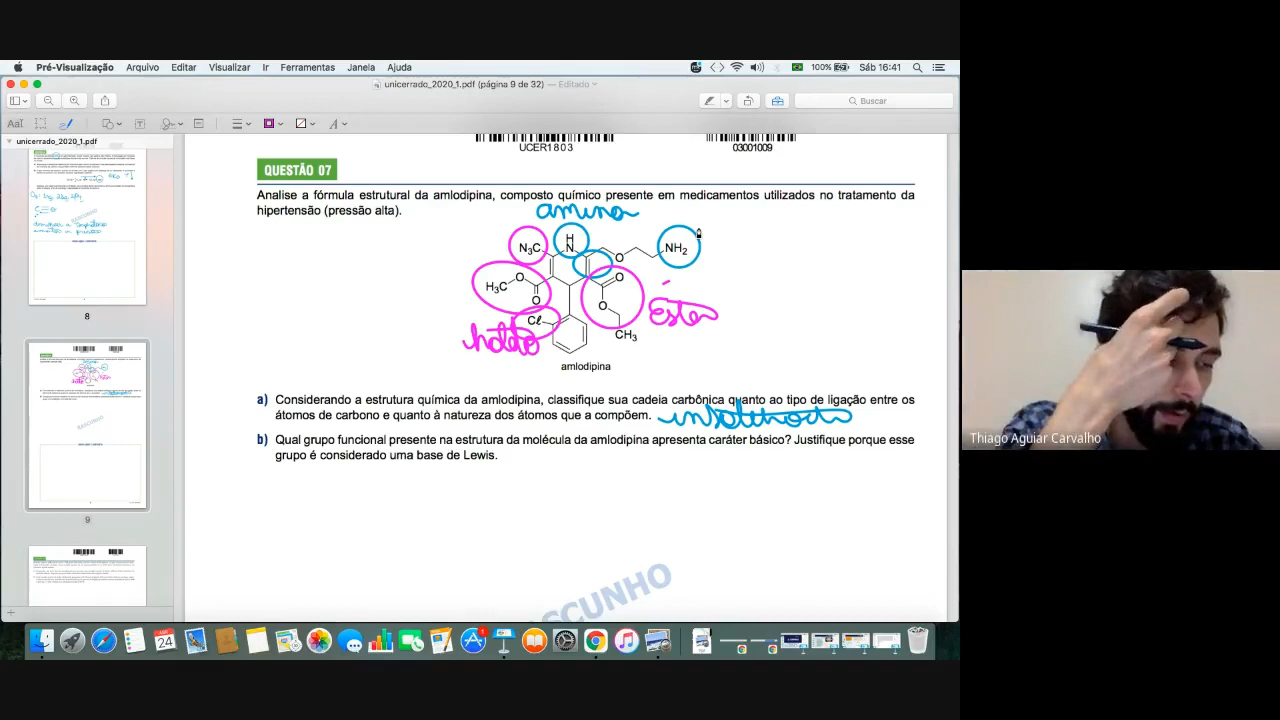 Pré-Visualização Arquivo Editar Visualizar Ir Ferramentas Janela Ajuda 100% Sáb 16:41
unicerrado_2020_1.pdf (página 9 de 32) — Editado
Buscar
unicerrado_2020_1.pdf
8
9
UCER1803 03001009
QUESTÃO 07
Analise a fórmula estrutural da amlodipina, composto químico presente em medicamentos utilizados no tratamento da
hipertensão (pressão alta).
amina
H
N₃C N NH₂
O
O O
H₃C
O O
Éster
Cl
haleto
CH₃
amlodipina
a) Considerando a estrutura química da amlodipina, classifique sua cadeia carbônica quanto ao tipo de ligação entre os
átomos de carbono e quanto à natureza dos átomos que a compõem. insaturada
b) Qual grupo funcional presente na estrutura da molécula da amlodipina apresenta caráter básico? Justifique porque esse
grupo é considerado uma base de Lewis.
SCUNHO
Thiago Aguiar Carvalho
24